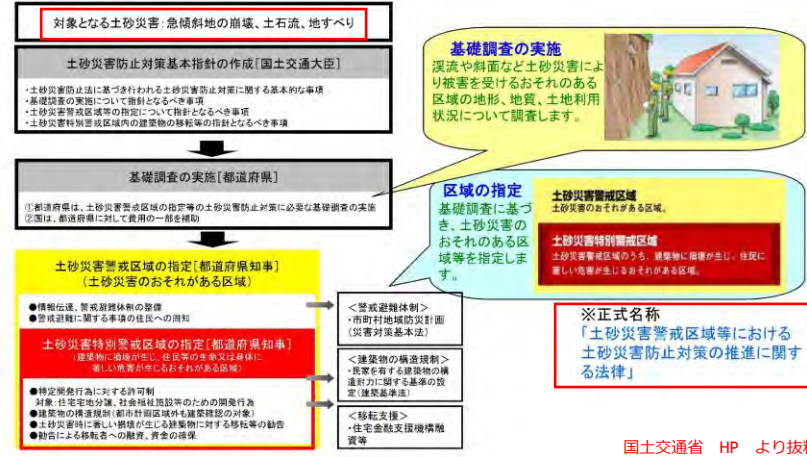 対象となる土砂災害：急傾斜地の崩壊、土石流、地すべり
土砂災害防止対策基本指針の作成[国土交通大臣]
・土砂災害防止法に基づき行われる土砂災害防止対策に関する基本的な事項
・基礎調査の実施について指針となるべき事項
・土砂災害警戒区域等の指定について指針となるべき事項
・土砂災害特別警戒区域内の建築物の移転等の指針となるべき事項
基礎調査の実施[都道府県]
①都道府県は、土砂災害警戒区域の指定等の土砂災害防止対策に必要な基礎調査の実施
②国は、都道府県に対して費用の一部を補助
土砂災害警戒区域の指定[都道府県知事]
(土砂災害のおそれがある区域)
●情報伝達、警戒避難体制の整備
●警戒避難に関する事項の住民への周知
土砂災害特別警戒区域の指定[都道府県知事]
(建築物に損壊が生じ、住民等の生命又は身体に
著しい危害が生じるおそれがある区域)
●特定開発行為に対する許可制
対象：住宅宅地分譲、社会福祉施設等のための開発行為
●建築物の構造規制(都市計画区域外も建築確認の対象)
●土砂災害時に著しい損壊が生じる建築物に対する移転等の勧告
●勧告による移転者への融資、資金の確保
＜警戒避難体制＞
・市町村地域防災計画
(災害対策基本法)
＜建築物の構造規制＞
・民家を有する建築物の構
造耐力に関する基準の設
定(建築基準法)
＜移転支援＞
・住宅金融支援機構融
資等
基礎調査の実施
渓流や斜面など土砂災害によ
り被害を受けるおそれのある
区域の地形、地質、土地利用
状況について調査します。
区域の指定
基礎調査に基づ
き、土砂災害の
おそれのある区
域等を指定しま
す。
土砂災害警戒区域
土砂災害のおそれがある区域。
土砂災害特別警戒区域
土砂災害警戒区域のうち、建築物に損壊が生じ、住民に
著しい危害が生じるおそれがある区域。
※正式名称
「土砂災害警戒区域等における
土砂災害防止対策の推進に関す
る法律」
国土交通省 HP より抜粋